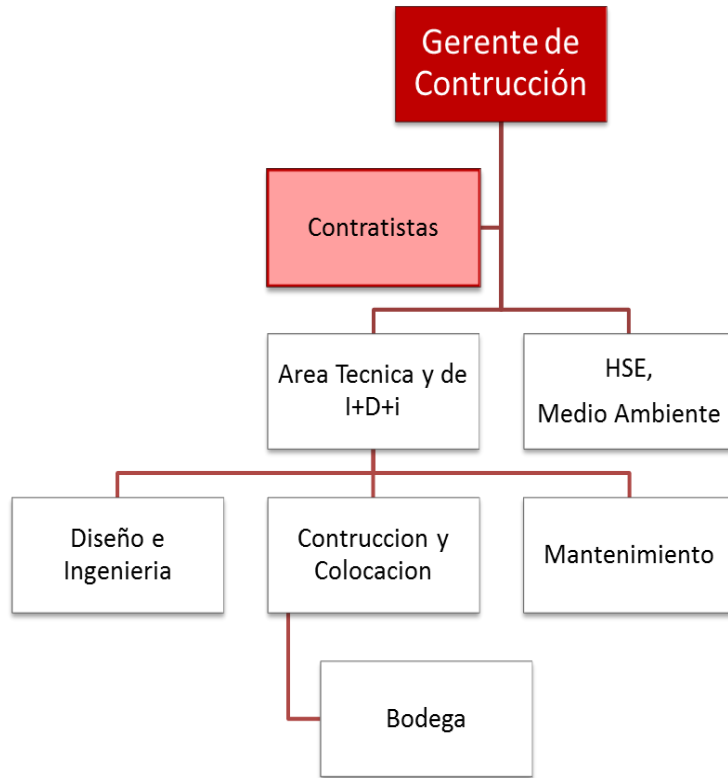 Gerente de
Contrucción
Contratistas
Area Tecnica y de
I+D+i
HSE,
Medio Ambiente
Diseño e
Ingenieria
Contruccion y
Colocacion
Mantenimiento
Bodega